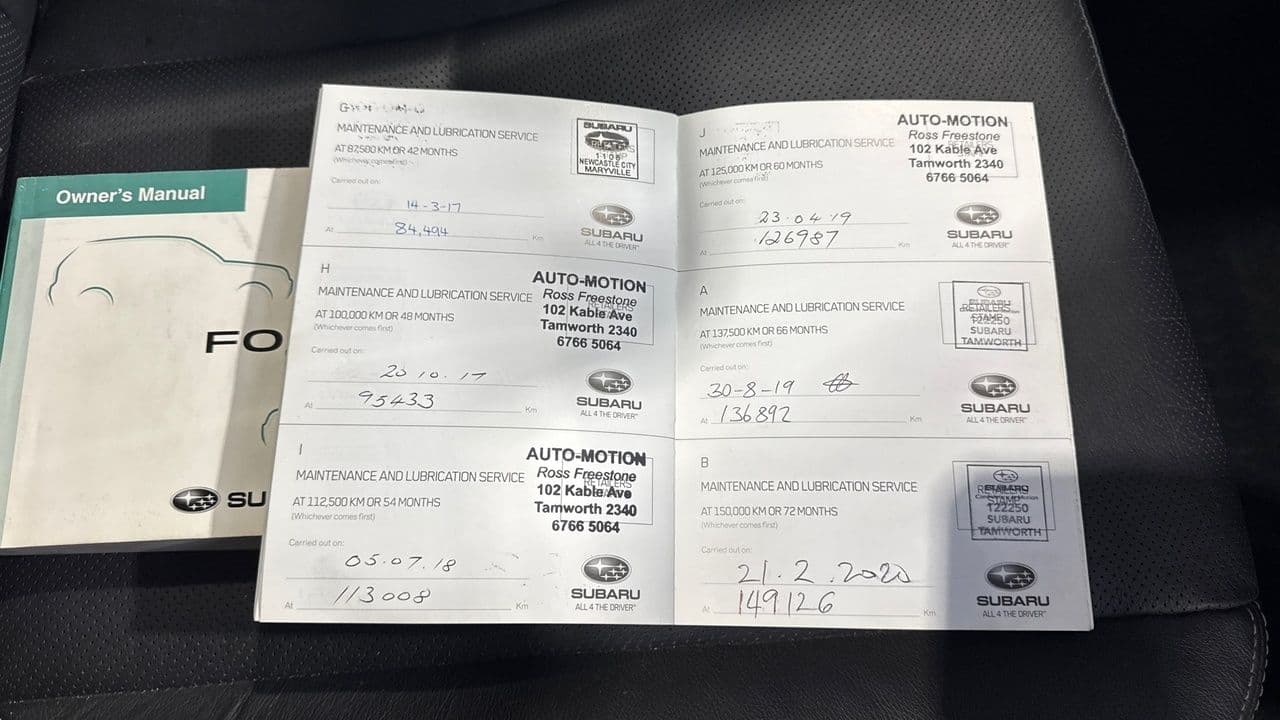 Owner's Manual
FO
SU
G
MAINTENANCE AND LUBRICATION SERVICE
AT 87,500 KM OR 42 MONTHS
(Whichever comes first)
Carried out on:
14-3-17
At 84,494 Km
SUBARU
NEWCASTLE CITY
MARYVILLE
SUBARU
ALL 4 THE DRIVER
H
MAINTENANCE AND LUBRICATION SERVICE
AT 100,000 KM OR 48 MONTHS
(Whichever comes first)
Carried out on:
20.10.17
At 95433 Km
AUTO-MOTION
Ross Freestone
102 Kable Ave
Tamworth 2340
6766 5064
SUBARU
ALL 4 THE DRIVER
I
MAINTENANCE AND LUBRICATION SERVICE
AT 112,500 KM OR 54 MONTHS
(Whichever comes first)
Carried out on:
05.07.18
At 113008 Km
AUTO-MOTION
Ross Freestone
102 Kable Ave
Tamworth 2340
6766 5064
SUBARU
ALL 4 THE DRIVER
J
MAINTENANCE AND LUBRICATION SERVICE
AT 125,000 KM OR 60 MONTHS
(Whichever comes first)
Carried out on:
23.04.19
At 126987 Km
AUTO-MOTION
Ross Freestone
102 Kable Ave
Tamworth 2340
6766 5064
SUBARU
ALL 4 THE DRIVER
A
MAINTENANCE AND LUBRICATION SERVICE
AT 137,500 KM OR 66 MONTHS
(Whichever comes first)
Carried out on:
30-8-19
At 136892 Km
RETAILERS
STAMP
122250
SUBARU
TAMWORTH
SUBARU
ALL 4 THE DRIVER
B
MAINTENANCE AND LUBRICATION SERVICE
AT 150,000 KM OR 72 MONTHS
(Whichever comes first)
Carried out on:
21.2.2020
At 149126 Km
RETAILERS
STAMP
122250
SUBARU
TAMWORTH
SUBARU
ALL 4 THE DRIVER